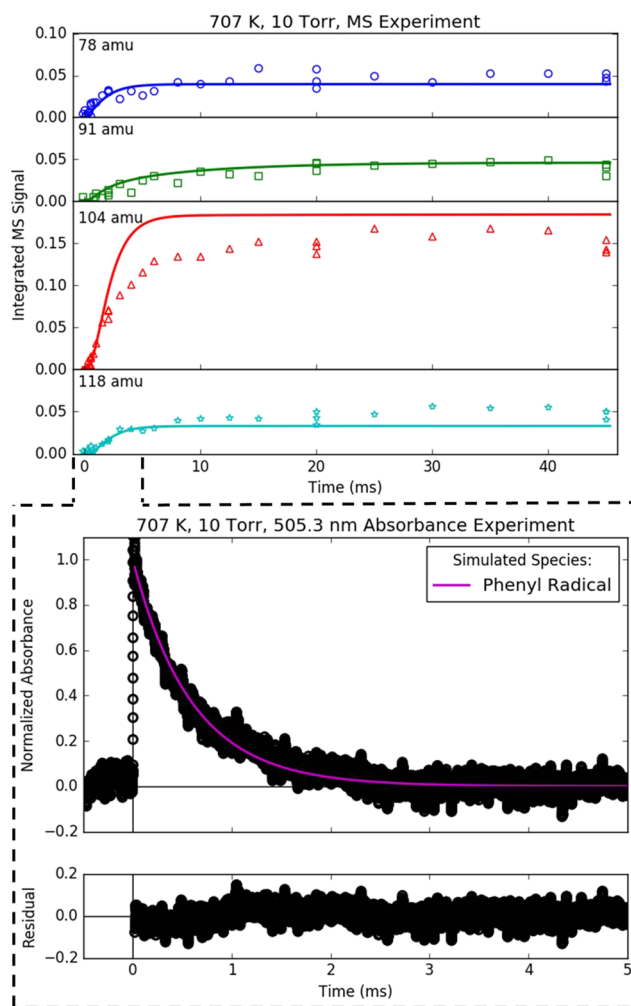 707 K, 10 Torr, MS Experiment
0.10
78 amu
0.05
0.00
91 amu
0.05
0.00
104 amu
0.15
0.10
0.05
0.00
118 amu
0.05
0.00
Integrated MS Signal
0 10 20 30 40
Time (ms)
707 K, 10 Torr, 505.3 nm Absorbance Experiment
Simulated Species:
Phenyl Radical
1.0
0.8
0.6
0.4
0.2
0.0
−0.2
Normalized Absorbance
0.2
0.0
−0.2
Residual
0 1 2 3 4 5
Time (ms)